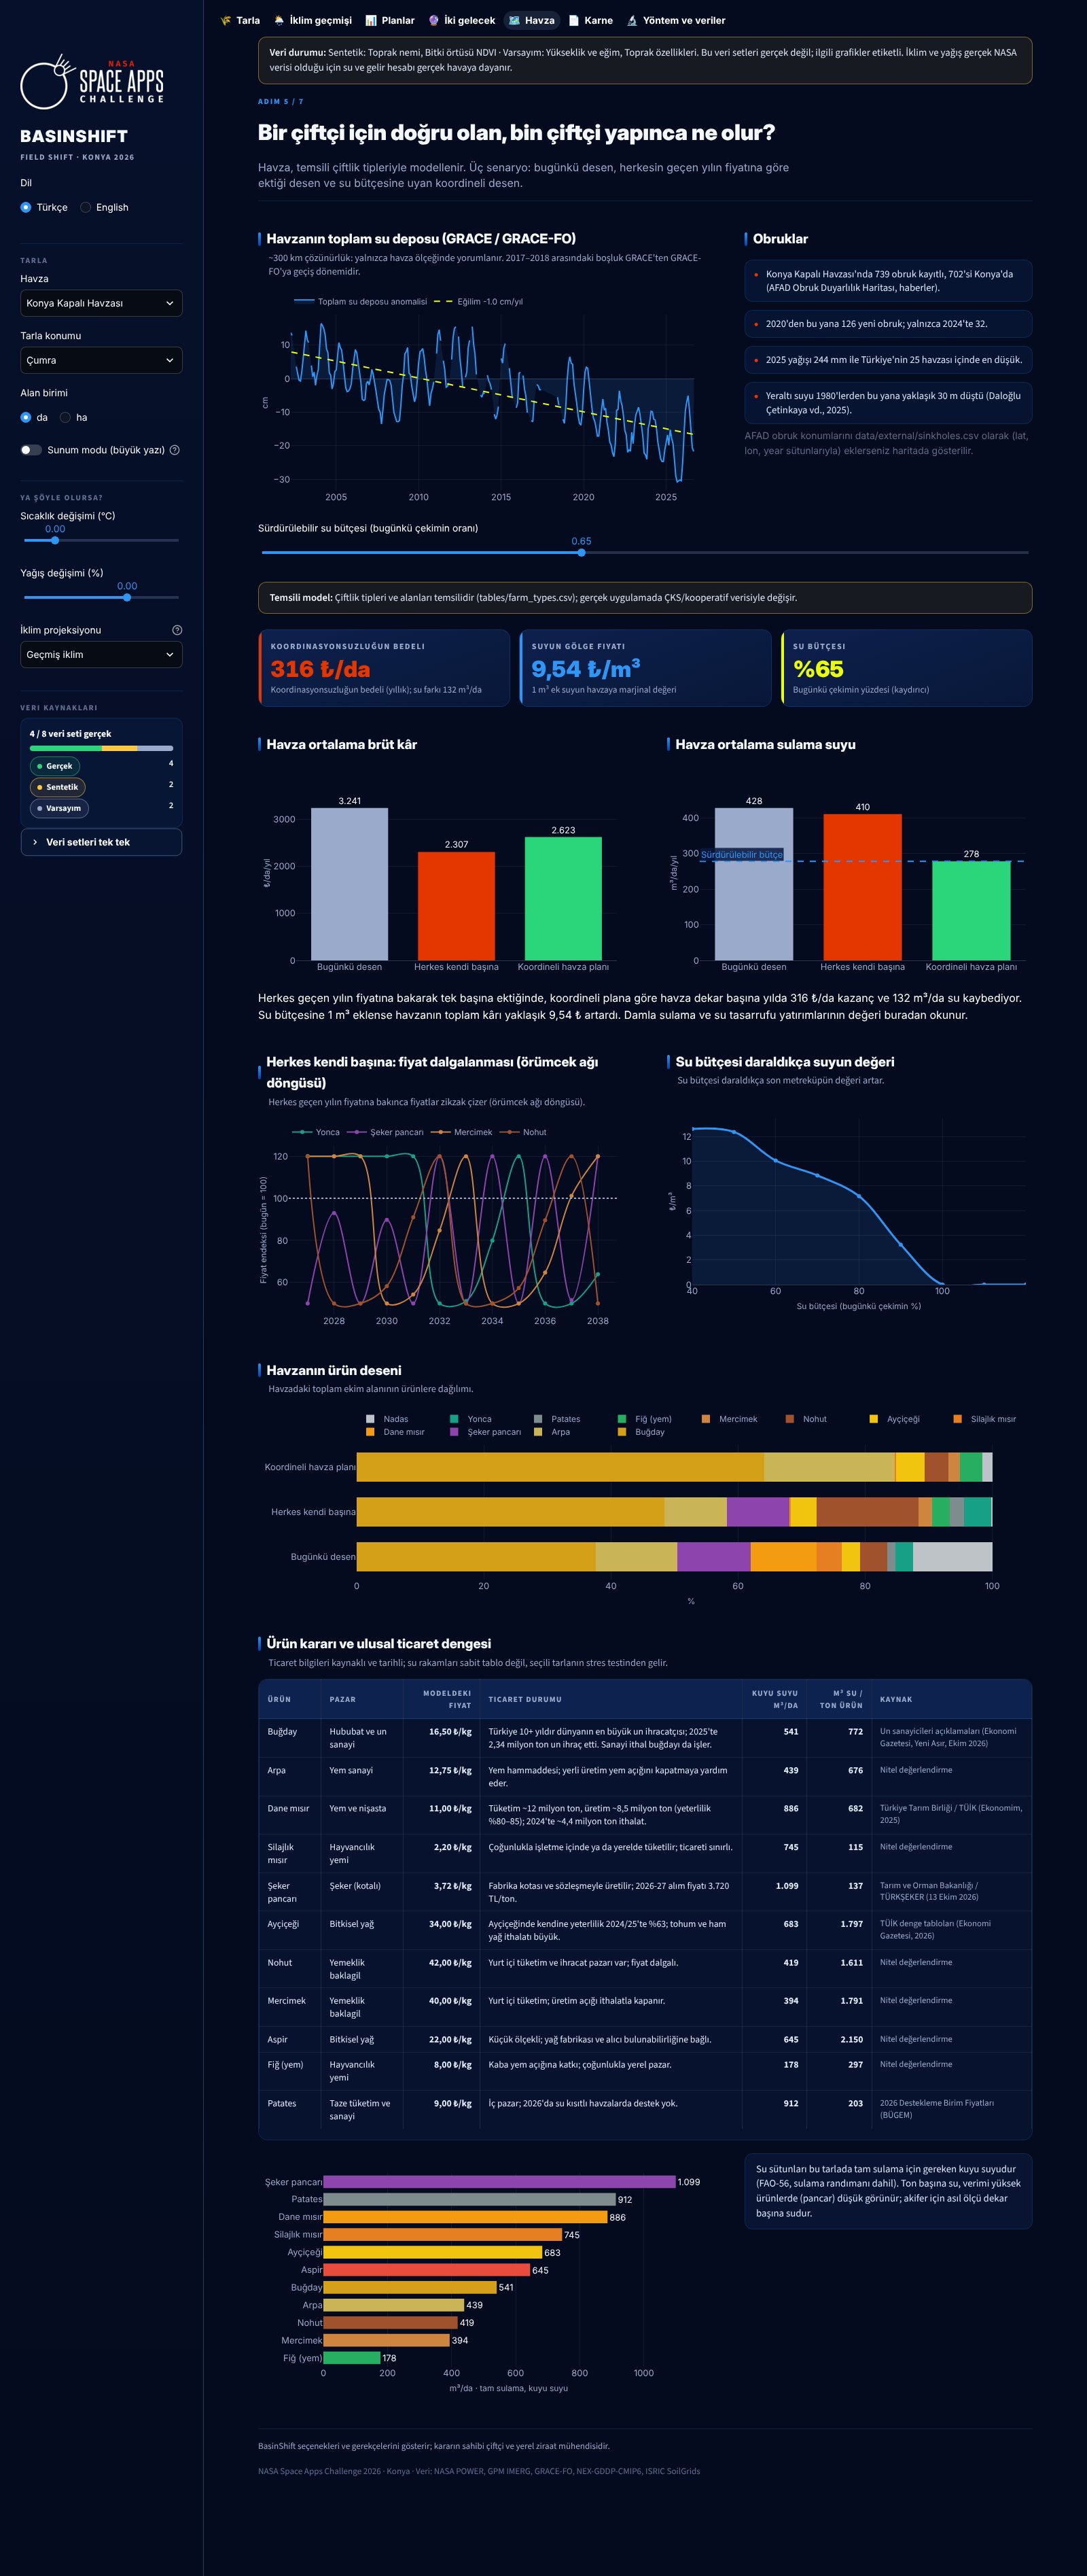 🌾 Tarla 🌦️ İklim geçmişi 📊 Planlar 🔮 İki gelecek 🗺️ Havza 📄 Karne 🔬 Yöntem ve veriler
NASA
SPACE APPS
CHALLENGE
BASINSHIFT
FIELD SHIFT · KONYA 2026
Dil
Türkçe English
TARLA
Havza
Konya Kapalı Havzası
Tarla konumu
Çumra
Alan birimi
da ha
Sunum modu (büyük yazı)
YA ŞÖYLE OLURSA?
Sıcaklık değişimi (°C)
0.00
Yağış değişimi (%)
0.00
İklim projeksiyonu
Geçmiş iklim
VERİ KAYNAKLARI
4 / 8 veri seti gerçek
Gerçek 4
Sentetik 2
Varsayım 2
Veri setleri tek tek
Veri durumu: Sentetik: Toprak nemi, Bitki örtüsü NDVI · Varsayım: Yükseklik ve eğim, Toprak özellikleri. Bu veri setleri gerçek değil; ilgili grafikler etiketli. İklim ve yağış gerçek NASA
verisi olduğu için su ve gelir hesabı gerçek havaya dayanır.
ADIM 5 / 7
Bir çiftçi için doğru olan, bin çiftçi yapınca ne olur?
Havza, temsili çiftlik tipleriyle modellenir. Üç senaryo: bugünkü desen, herkesin geçen yılın fiyatına göre
ektiği desen ve su bütçesine uyan koordineli desen.
Havzanın toplam su deposu (GRACE / GRACE-FO)
~300 km çözünürlük: yalnızca havza ölçeğinde yorumlanır. 2017–2018 arasındaki boşluk GRACE'ten GRACE-
FO'ya geçiş dönemidir.
Toplam su deposu anomalisi Eğilim -1.0 cm/yıl
10
0
−10
−20
−30
cm
2005 2010 2015 2020 2025
Obruklar
Konya Kapalı Havzası'nda 739 obruk kayıtlı, 702'si Konya'da
(AFAD Obruk Duyarlılık Haritası, haberler).
2020'den bu yana 126 yeni obruk; yalnızca 2024'te 32.
2025 yağışı 244 mm ile Türkiye'nin 25 havzası içinde en düşük.
Yeraltı suyu 1980'lerden bu yana yaklaşık 30 m düştü (Daloğlu
Çetinkaya vd., 2025).
AFAD obruk konumlarını data/external/sinkholes.csv olarak (lat,
lon, year sütunlarıyla) eklerseniz haritada gösterilir.
Sürdürülebilir su bütçesi (bugünkü çekimin oranı)
0.65
Temsili model: Çiftlik tipleri ve alanları temsilidir (tables/farm_types.csv); gerçek uygulamada ÇKS/kooperatif verisiyle değişir.
KOORDİNASYONSUZLUĞUN BEDELİ
316 ₺/da
Koordinasyonsuzluğun bedeli (yıllık); su farkı 132 m³/da
SUYUN GÖLGE FİYATI
9,54 ₺/m³
1 m³ ek suyun havzaya marjinal değeri
SU BÜTÇESİ
%65
Bugünkü çekimin yüzdesi (kaydırıcı)
Havza ortalama brüt kâr
3.241
2.307
2.623
3000
2000
1000
0
₺/da/yıl
Bugünkü desen Herkes kendi başına Koordineli havza planı
Havza ortalama sulama suyu
428
410
278
Sürdürülebilir bütçe
400
300
200
100
0
m³/da/yıl
Bugünkü desen Herkes kendi başına Koordineli havza planı
Herkes geçen yılın fiyatına bakarak tek başına ektiğinde, koordineli plana göre havza dekar başına yılda 316 ₺/da kazanç ve 132 m³/da su kaybediyor.
Su bütçesine 1 m³ eklense havzanın toplam kârı yaklaşık 9,54 ₺ artardı. Damla sulama ve su tasarrufu yatırımlarının değeri buradan okunur.
Herkes kendi başına: fiyat dalgalanması (örümcek ağı
döngüsü)
Herkes geçen yılın fiyatına bakınca fiyatlar zikzak çizer (örümcek ağı döngüsü).
Yonca Şeker pancarı Mercimek Nohut
120
100
80
60
Fiyat endeksi (bugün = 100)
2028 2030 2032 2034 2036 2038
Su bütçesi daraldıkça suyun değeri
Su bütçesi daraldıkça son metreküpün değeri artar.
12
10
8
6
4
2
0
₺/m³
40 60 80 100
Su bütçesi (bugünkü çekimin %)
Havzanın ürün deseni
Havzadaki toplam ekim alanının ürünlere dağılımı.
Nadas Yonca Patates Fiğ (yem) Mercimek Nohut Ayçiçeği Silajlık mısır
Dane mısır Şeker pancarı Arpa Buğday
Koordineli havza planı
Herkes kendi başına
Bugünkü desen
0 20 40 60 80 100
%
Ürün kararı ve ulusal ticaret dengesi
Ticaret bilgileri kaynaklı ve tarihli; su rakamları sabit tablo değil, seçili tarlanın stres testinden gelir.
ÜRÜN PAZAR MODELDEKİ FİYAT TİCARET DURUMU KUYU SUYU M³/DA M³ SU / TON ÜRÜN KAYNAK
Buğday Hububat ve un sanayi 16,50 ₺/kg Türkiye 10+ yıldır dünyanın en büyük un ihracatçısı; 2025'te 2,34 milyon ton un ihraç etti. Sanayi ithal buğdayı da işler. 541 772 Un sanayicileri açıklamaları (Ekonomi Gazetesi, Yeni Asır, Ekim 2026)
Arpa Yem sanayi 12,75 ₺/kg Yem hammaddesi; yerli üretim yem açığını kapatmaya yardım eder. 439 676 Nitel değerlendirme
Dane mısır Yem ve nişasta 11,00 ₺/kg Tüketim ~12 milyon ton, üretim ~8,5 milyon ton (yeterlilik %80–85); 2024'te ~4,4 milyon ton ithalat. 886 682 Türkiye Tarım Birliği / TÜİK (Ekonomim, 2025)
Silajlık mısır Hayvancılık yemi 2,20 ₺/kg Çoğunlukla işletme içinde ya da yerelde tüketilir; ticareti sınırlı. 745 115 Nitel değerlendirme
Şeker pancarı Şeker (kotalı) 3,72 ₺/kg Fabrika kotası ve sözleşmeyle üretilir; 2026-27 alım fiyatı 3.720 TL/ton. 1.099 137 Tarım ve Orman Bakanlığı / TÜRKŞEKER (13 Ekim 2026)
Ayçiçeği Bitkisel yağ 34,00 ₺/kg Ayçiçeğinde kendine yeterlilik 2024/25'te %63; tohum ve ham yağ ithalatı büyük. 683 1.797 TÜİK denge tabloları (Ekonomi Gazetesi, 2026)
Nohut Yemeklik baklagil 42,00 ₺/kg Yurt içi tüketim ve ihracat pazarı var; fiyat dalgalı. 419 1.611 Nitel değerlendirme
Mercimek Yemeklik baklagil 40,00 ₺/kg Yurt içi tüketim; üretim açığı ithalatla kapanır. 394 1.791 Nitel değerlendirme
Aspir Bitkisel yağ 22,00 ₺/kg Küçük ölçekli; yağ fabrikası ve alıcı bulunabilirliğine bağlı. 645 2.150 Nitel değerlendirme
Fiğ (yem) Hayvancılık yemi 8,00 ₺/kg Kaba yem açığına katkı; çoğunlukla yerel pazar. 178 297 Nitel değerlendirme
Patates Taze tüketim ve sanayi 9,00 ₺/kg İç pazar; 2026'da su kısıtlı havzalarda destek yok. 912 203 2026 Destekleme Birim Fiyatları (BÜGEM)
Şeker pancarı 1.099
Patates 912
Dane mısır 886
Silajlık mısır 745
Ayçiçeği 683
Aspir 645
Buğday 541
Arpa 439
Nohut 419
Mercimek 394
Fiğ (yem) 178
0 200 400 600 800 1000
m³/da · tam sulama, kuyu suyu
Su sütunları bu tarlada tam sulama için gereken kuyu suyudur
(FAO-56, sulama randımanı dahil). Ton başına su, verimi yüksek
ürünlerde (pancar) düşük görünür; akifer için asıl ölçü dekar
başına sudur.
BasinShift seçenekleri ve gerekçelerini gösterir; kararın sahibi çiftçi ve yerel ziraat mühendisidir.
NASA Space Apps Challenge 2026 · Konya · Veri: NASA POWER, GPM IMERG, GRACE-FO, NEX-GDDP-CMIP6, ISRIC SoilGrids